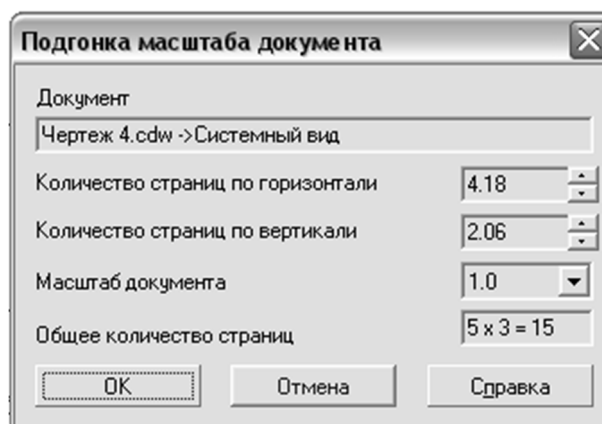 Подгонка масштаба документа
Документ
Чертеж 4.cdw ->Системный вид
Количество страниц по горизонтали 4.18
Количество страниц по вертикали 2.06
Масштаб документа 1.0
Общее количество страниц 5 x 3 = 15
OK Отмена Справка